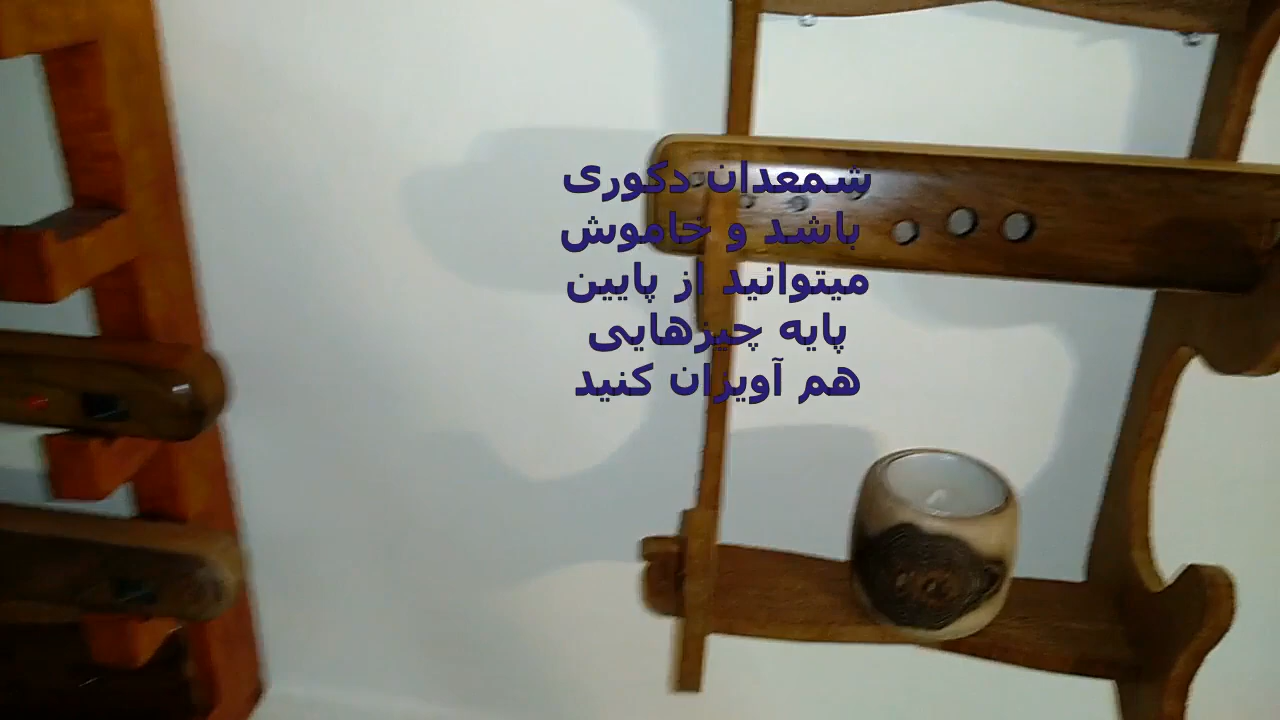 شمعدان دکوری
باشد و خاموش
میتوانید از پایین
پایه چیزهایی
هم آویزان کنید